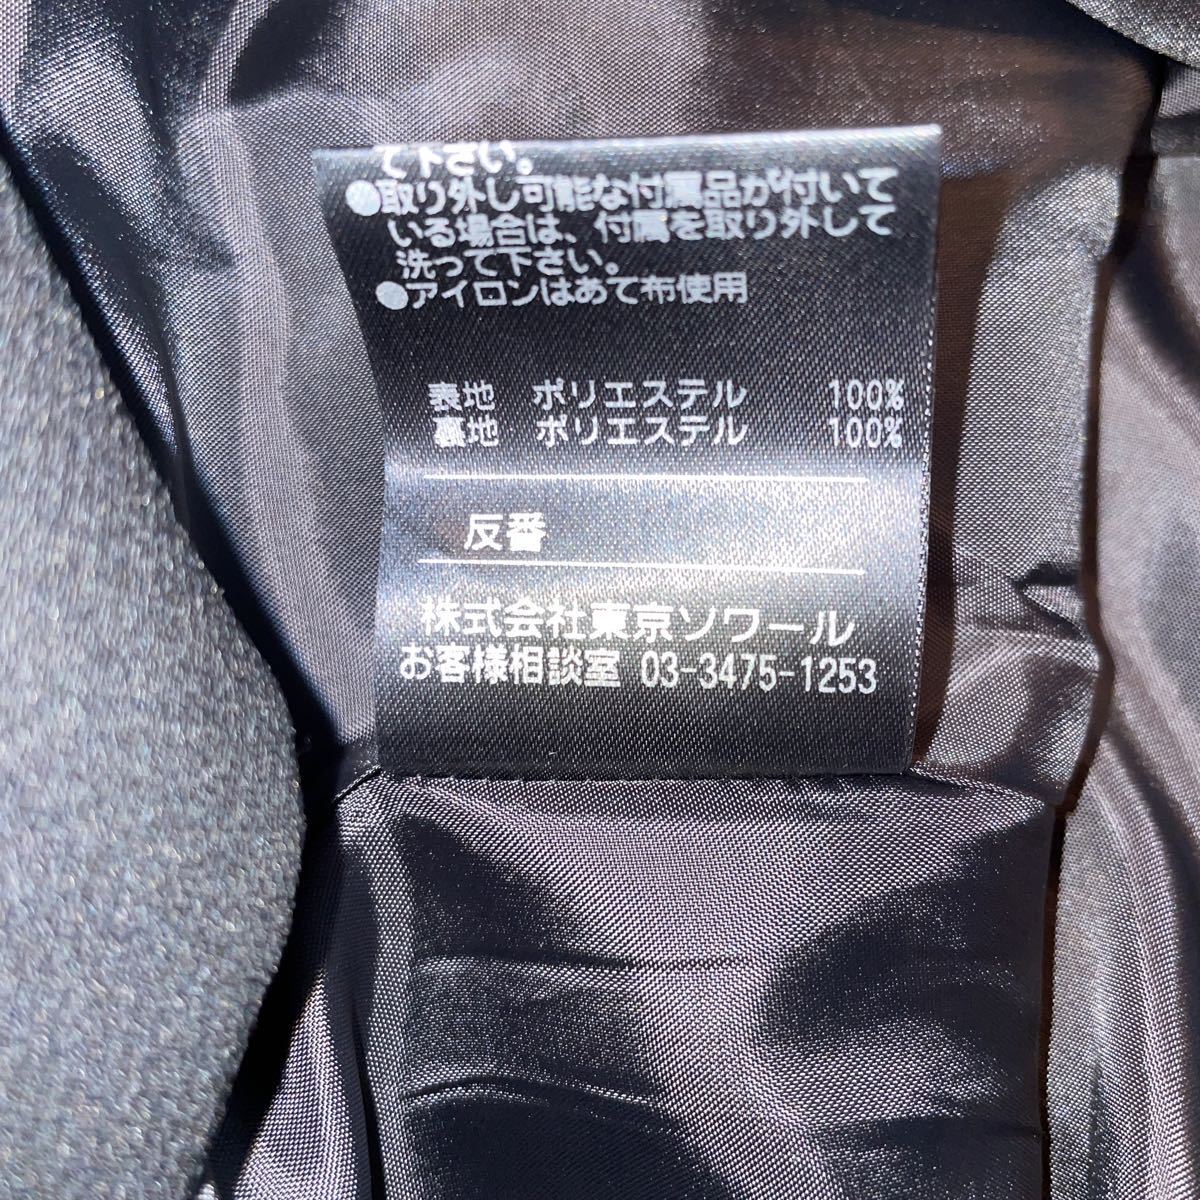 て下さい。
●取り外し可能な付属品が付いて
いる場合は、付属を取り外して
洗って下さい。
●アイロンはあて布使用
表地 ポリエステル 100%
裏地 ポリエステル 100%
反番
株式会社東京ソワール
お客様相談室 03-3475-1253